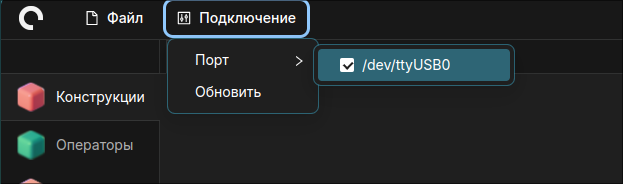 Файл
Подключение
Порт
/dev/ttyUSB0
Обновить
Конструкции
Операторы